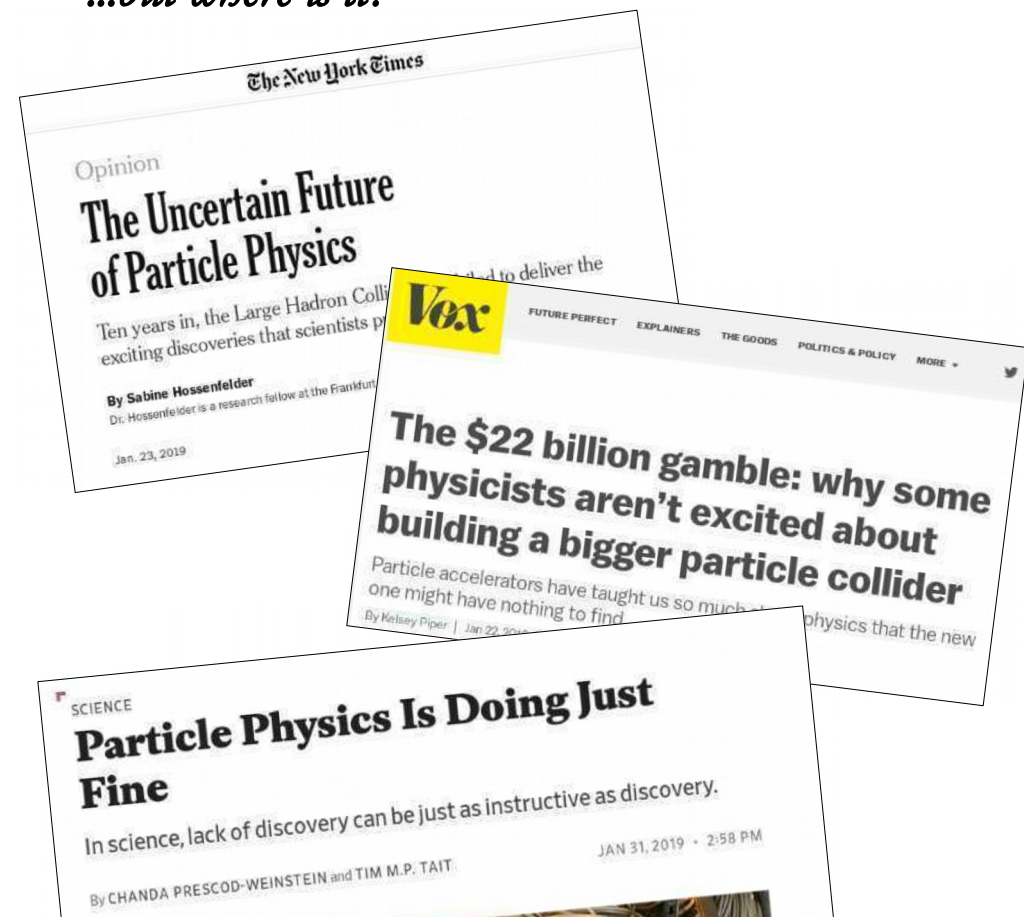 ...but where is it?
The New York Times
Opinion
The Uncertain Future
of Particle Physics
Ten years in, the Large Hadron to deliver the
exciting discoveries that scientists
By Sabine Hossenfelder
Dr. Hossenfelder is a research fellow at the Frankfurt
Jan. 23, 2019
Vox
FUTURE PERFECT EXPLAINERS THE GOODS POLITICS & POLICY MORE
The $22 billion gamble: why some
physicists aren't excited about
building a bigger particle collider
Particle accelerators have taught us so much physics that the new
one might have nothing to find
By Kelsey Piper | Jan 22,
SCIENCE
Particle Physics Is Doing Just
Fine
In science, lack of discovery can be just as instructive as discovery.
By CHANDA PRESCOD-WEINSTEIN and TIM M.P. TAIT
JAN 31, 2019 • 2:58 PM